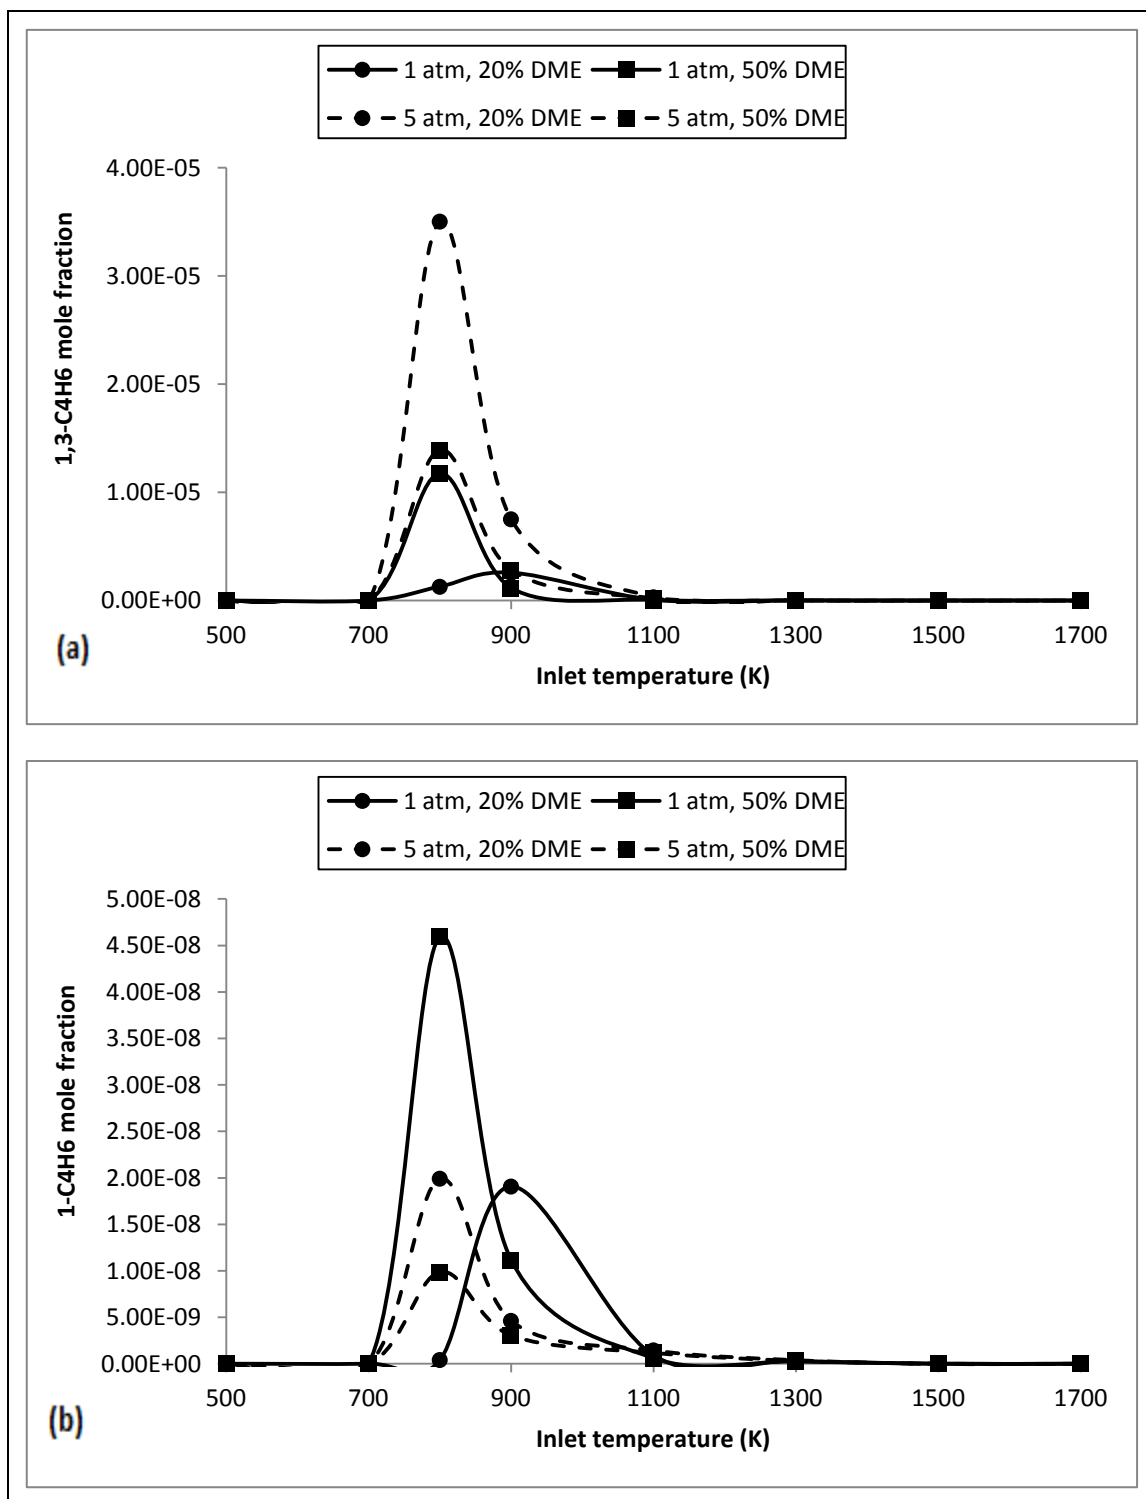 1 atm, 20% DME 1 atm, 50% DME
5 atm, 20% DME 5 atm, 50% DME
4.00E-05
3.00E-05
2.00E-05
1.00E-05
0.00E+00
1,3-C4H6 mole fraction
500 700 900 1100 1300 1500 1700
(a)
Inlet temperature (K)
1 atm, 20% DME 1 atm, 50% DME
5 atm, 20% DME 5 atm, 50% DME
5.00E-08
4.50E-08
4.00E-08
3.50E-08
3.00E-08
2.50E-08
2.00E-08
1.50E-08
1.00E-08
5.00E-09
0.00E+00
1-C4H6 mole fraction
500 700 900 1100 1300 1500 1700
(b)
Inlet temperature (K)